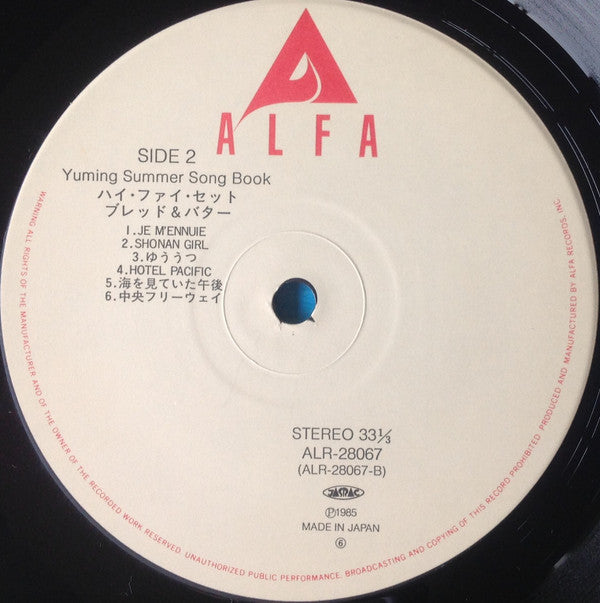 ALFA
SIDE 2
Yuming Summer Song Book
ハイ・ファイ・セット
ブレッド&バター
1.JE M'ENNUIE
2.SHONAN GIRL
3.ゆううつ
4.HOTEL PACIFIC
5.海を見ていた午後
6.中央フリーウェイ
STEREO 33⅓
ALR-28067
(ALR-28067-B)
JASRAC
Ⓟ1985
MADE IN JAPAN
⑥
WARNING: ALL RIGHTS OF THE MANUFACTURER AND OF THE OWNER OF THE RECORDED WORK RESERVED. UNAUTHORIZED PUBLIC PERFORMANCE. BROADCASTING AND COPYING OF THIS RECORD PROHIBITED. PRODUCED AND MANUFACTURED BY ALFA RECORDS, INC.